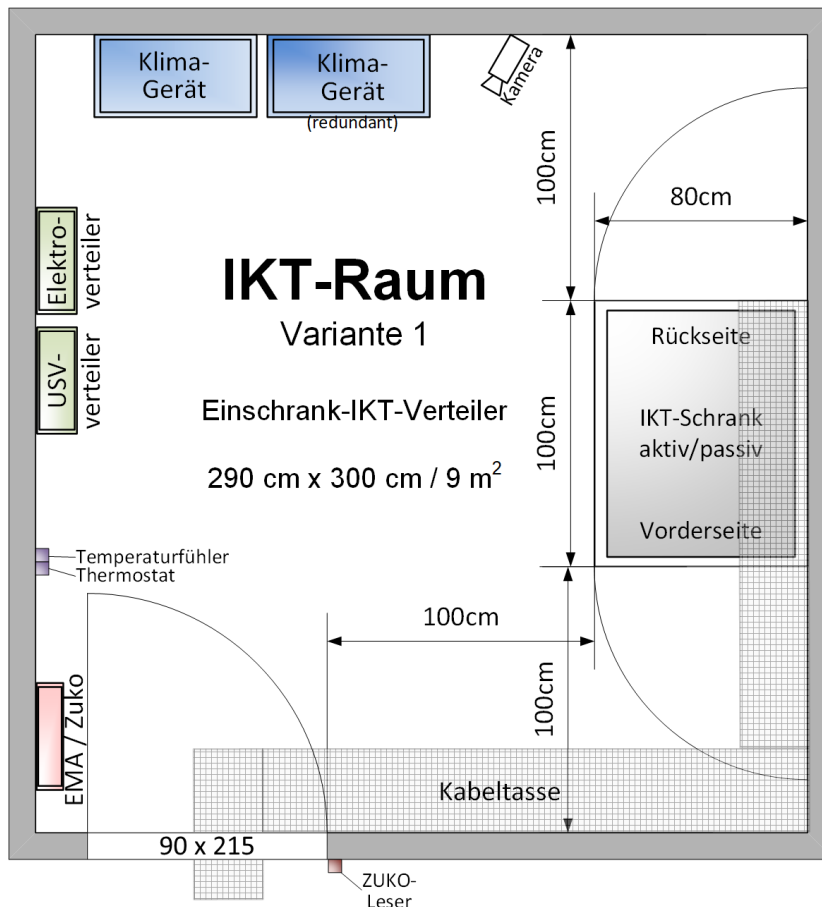 Klima-
Gerät
Klima-
Gerät
(redundant)
Kamera
100cm
80cm
Elektro-
verteiler
USV-
verteiler
IKT-Raum
Variante 1
Einschrank-IKT-Verteiler
290 cm x 300 cm / 9 m²
100cm
Rückseite
IKT-Schrank
aktiv/passiv
Vorderseite
Temperaturfühler
Thermostat
100cm
100cm
EMA / Zuko
Kabeltasse
90 x 215
ZUKO-
Leser